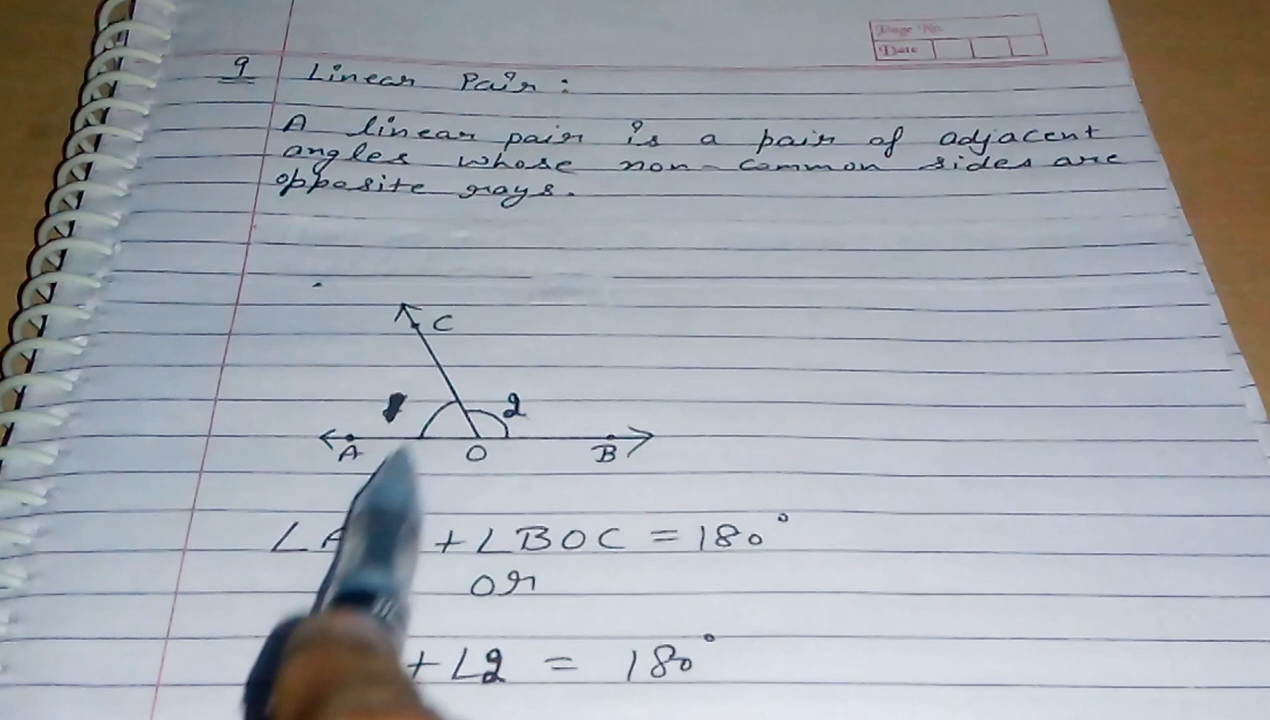 Page No.
Date
9 Linear Pair:
A linear pair is a pair of adjacent
angles whose non-common sides are
opposite rays.
C
2
A O B
∠A + ∠BOC = 180°
or
+ ∠2 = 180°